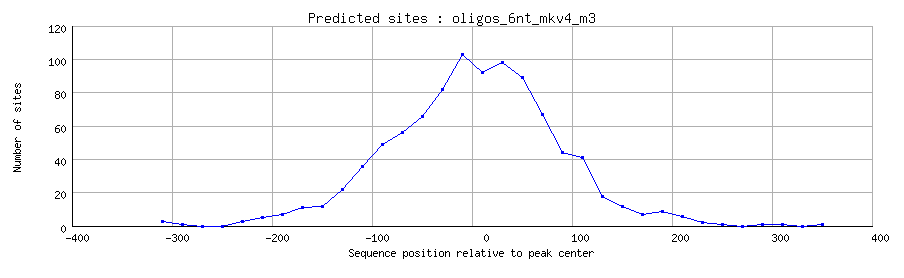 Predicted sites : oligos_6nt_mkv4_m3
120
100
80
60
40
20
0
Number of sites
-400 -300 -200 -100 0 100 200 300 400
Sequence position relative to peak center